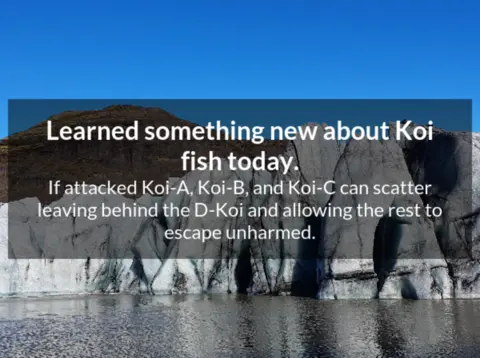 Learned something new about Koi
fish today.
If attacked Koi-A, Koi-B, and Koi-C can scatter
leaving behind the D-Koi and allowing the rest to
escape unharmed.